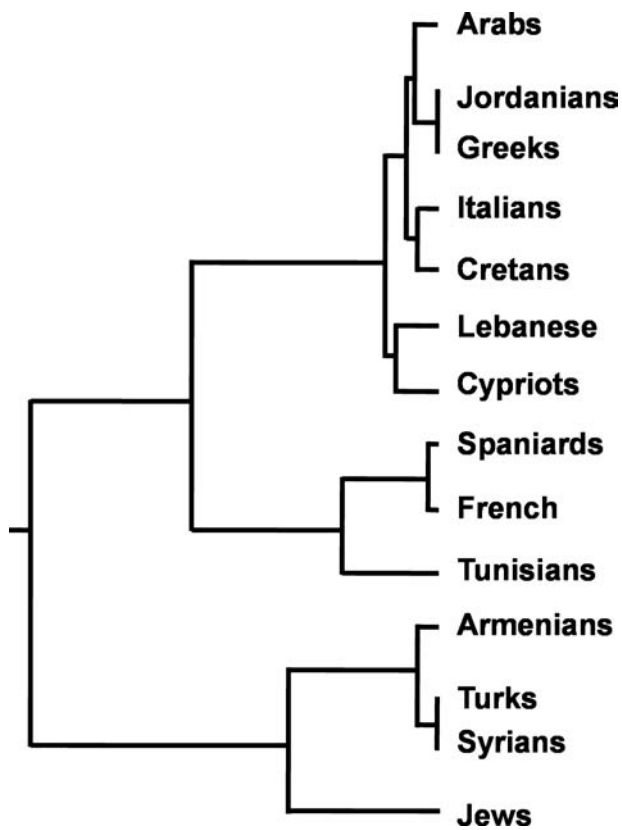 Arabs
Jordanians
Greeks
Italians
Cretans
Lebanese
Cypriots
Spaniards
French
Tunisians
Armenians
Turks
Syrians
Jews